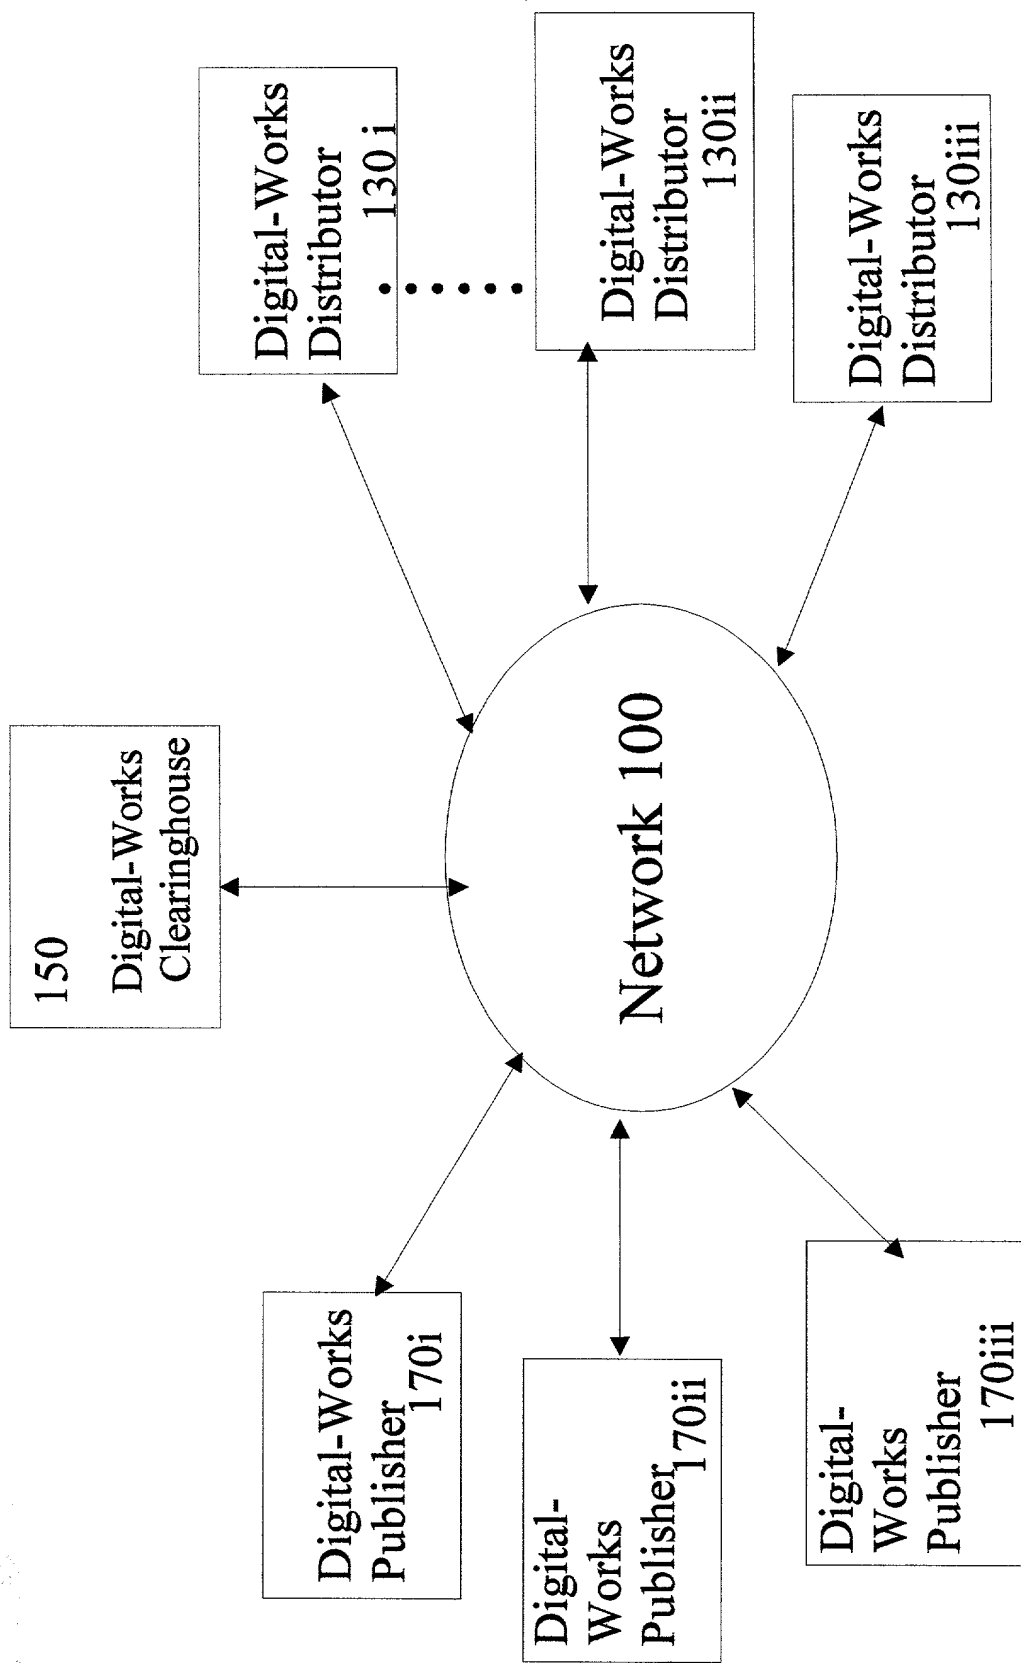 150
Digital-Works
Clearinghouse
Digital-Works
Publisher
170i
Digital-
Works
Publisher
170ii
Digital-
Works
Publisher
170iii
Network 100
Digital-Works
Distributor
130 i
Digital-Works
Distributor
130ii
Digital-Works
Distributor
130iii